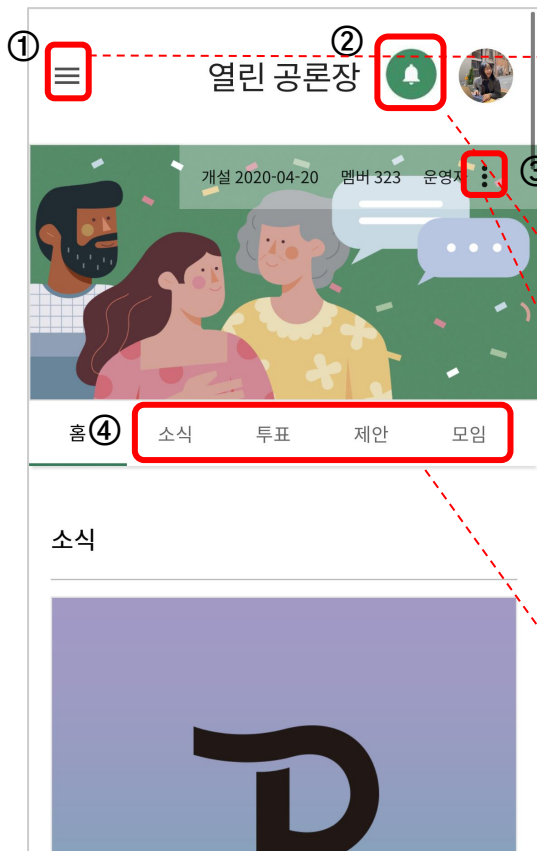 ①
②
열린 공론장
③
개설 2020-04-20 멤버 323 운영자
홈 ④ 소식 투표 제안 모임
소식